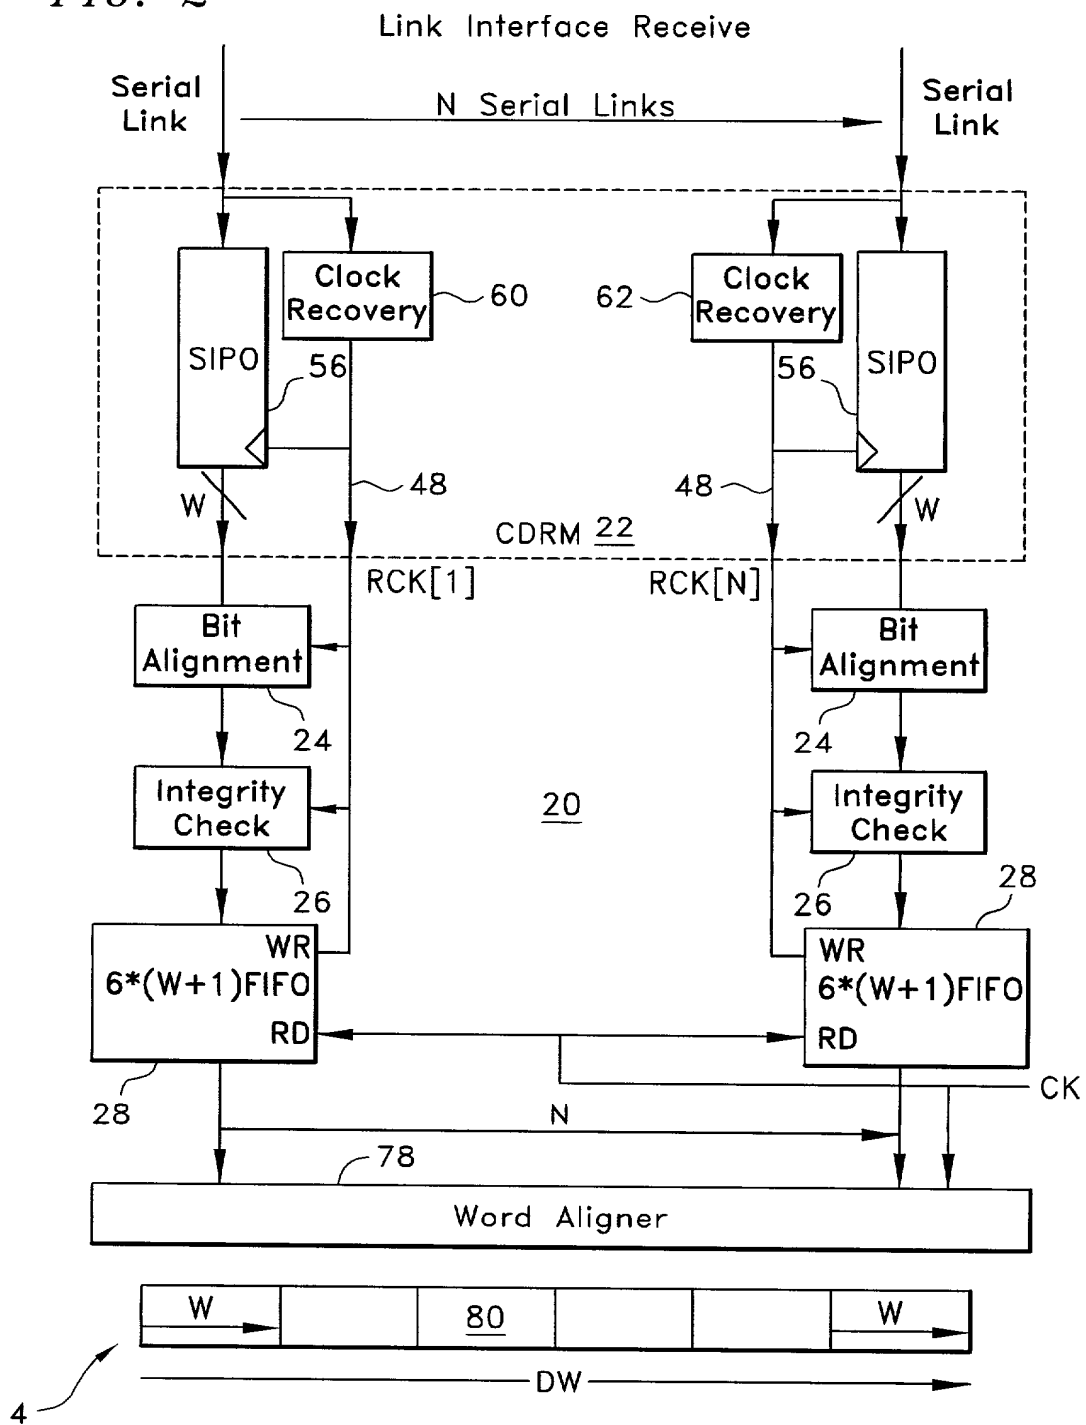 FIG. 2
Link Interface Receive
Serial Link
N Serial Links
Serial Link
SIPO
Clock Recovery
60
56
48
W
62
Clock Recovery
56
SIPO
48
W
CDRM 22
RCK[1]
RCK[N]
Bit Alignment
24
Bit Alignment
24
Integrity Check
26
20
Integrity Check
26
28
WR
6*(W+1)FIFO
RD
28
WR
6*(W+1)FIFO
RD
CK
N
78
Word Aligner
W
80
W
DW
4